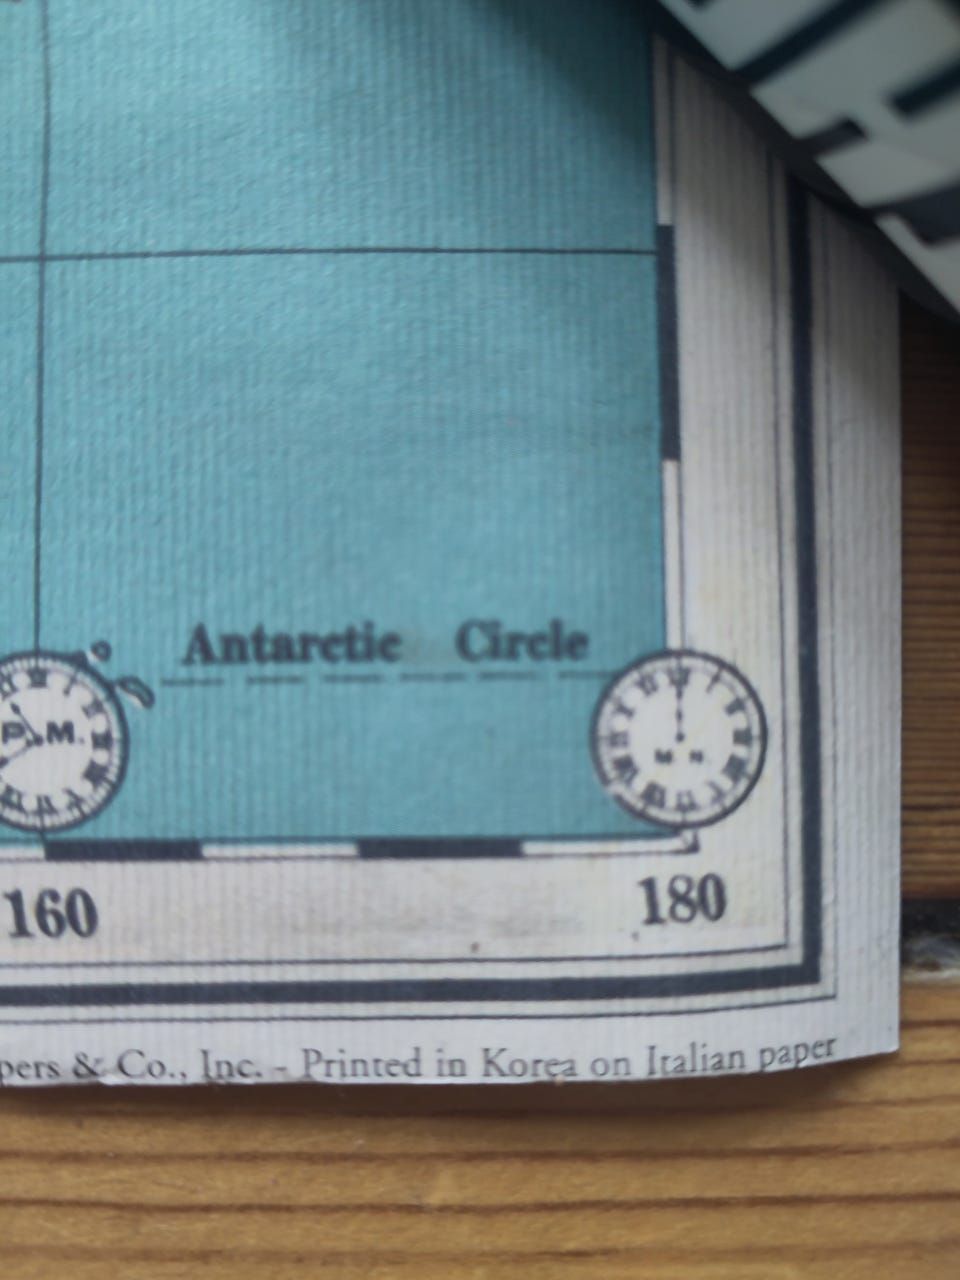 Antarctic Circle
P.M.
M N
160
180
pers & Co., Inc. - Printed in Korea on Italian paper